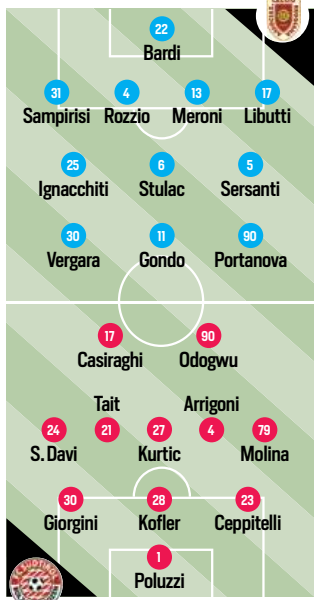 22
Bardi
31 4 13 17
Sampirisi Rozzio Meroni Libutti
25 6 5
Ignacchiti Stulac Sersanti
30 11 90
Vergara Gondo Portanova
17 90
Casiraghi Odogwu
Tait Arrigoni
24 21 27 4 79
S. Davi Kurtic Molina
30 28 23
Giorgini Kofler Ceppitelli
1
Poluzzi